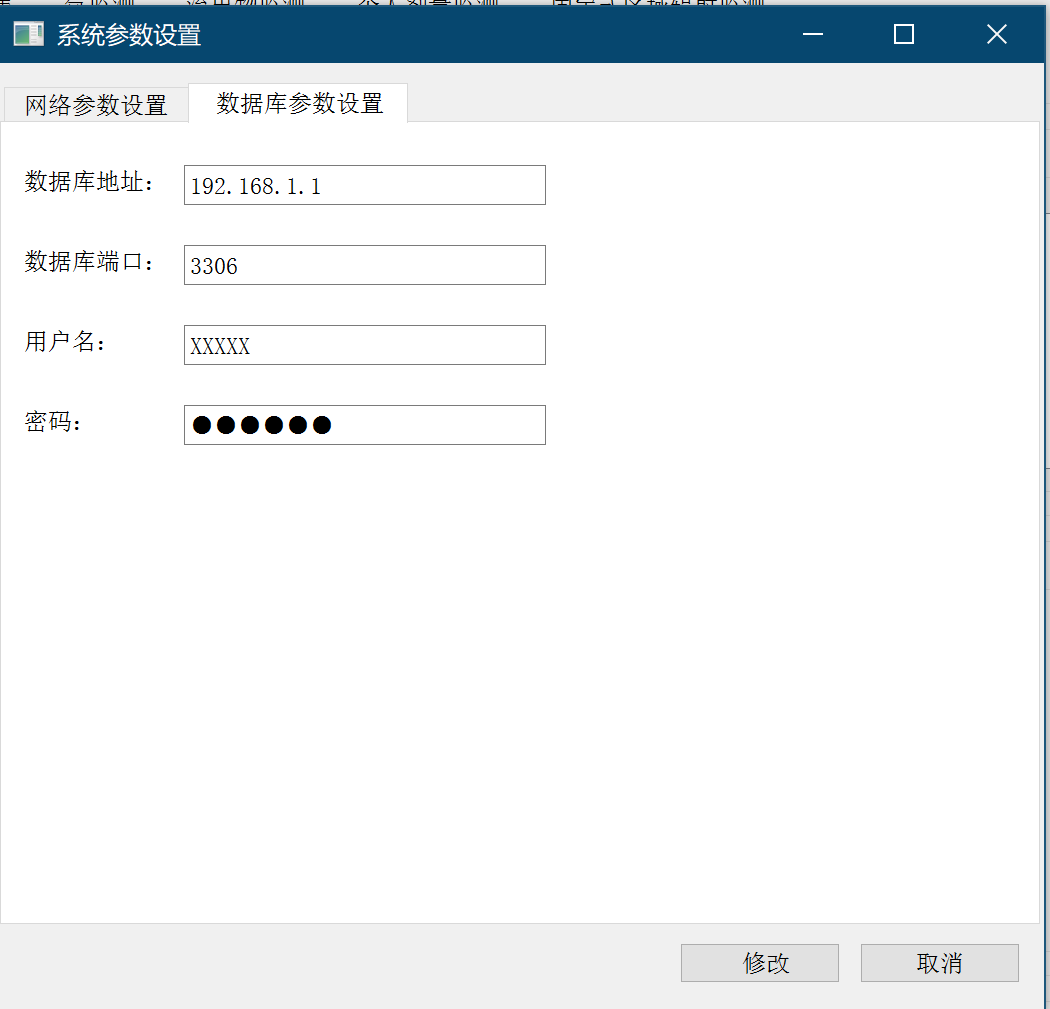 系统参数设置
网络参数设置 数据库参数设置
数据库地址： 192.168.1.1
数据库端口： 3306
用户名： XXXXX
密码： ●●●●●●
修改 取消